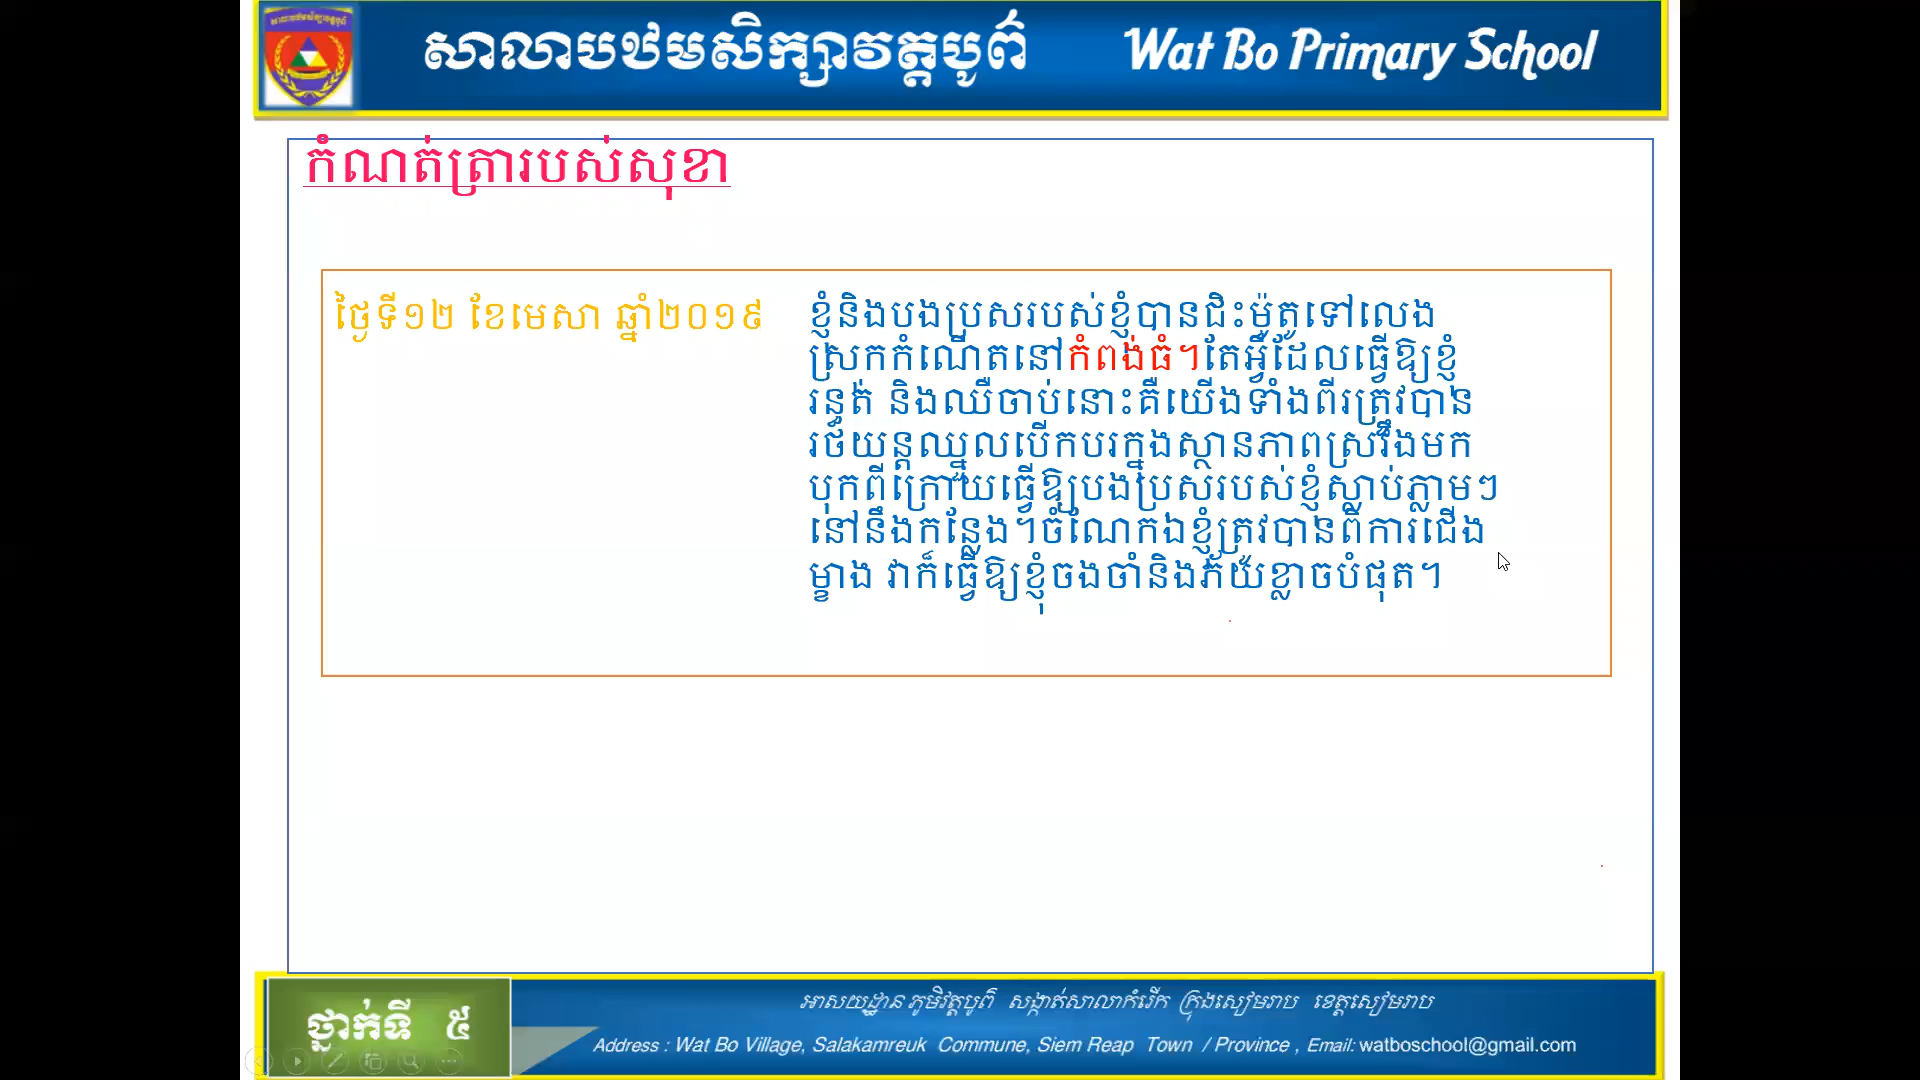 សាលាបឋមសិក្សាវត្តបូព៌
Wat Bo Primary School
កំណត់ត្រារបស់សុខា
ថ្ងៃទី១២ ខែមេសា ឆ្នាំ២០១៩
ខ្ញុំនិងបងប្រុសរបស់ខ្ញុំបានជិះម៉ូតូទៅលេង
ស្រុកកំណើតនៅកំពង់ធំ។តែអ្វីដែលធ្វើឱ្យខ្ញុំ
រន្ធត់ និងឈឺចាប់នោះគឺយើងទាំងពីរត្រូវបាន
រថយន្តឈ្នួលបើកបរក្នុងស្ថានភាពស្រវឹងមក
បុកពីក្រោយធ្វើឱ្យបងប្រុសរបស់ខ្ញុំស្លាប់ភ្លាមៗ
នៅនឹងកន្លែង។ចំណែកឯខ្ញុំត្រូវបានពិការជើង
ម្ខាង វាក៏ធ្វើឱ្យខ្ញុំចងចាំនិងភ័យខ្លាចបំផុត។
ថ្នាក់ទី ៥
អាសយដ្ឋាន ភូមិវត្តបូព៌ សង្កាត់សាលាកំរើក ក្រុងសៀមរាប ខេត្តសៀមរាប
Address : Wat Bo Village, Salakamreuk Commune, Siem Reap Town / Province , Email: watboschool@gmail.com